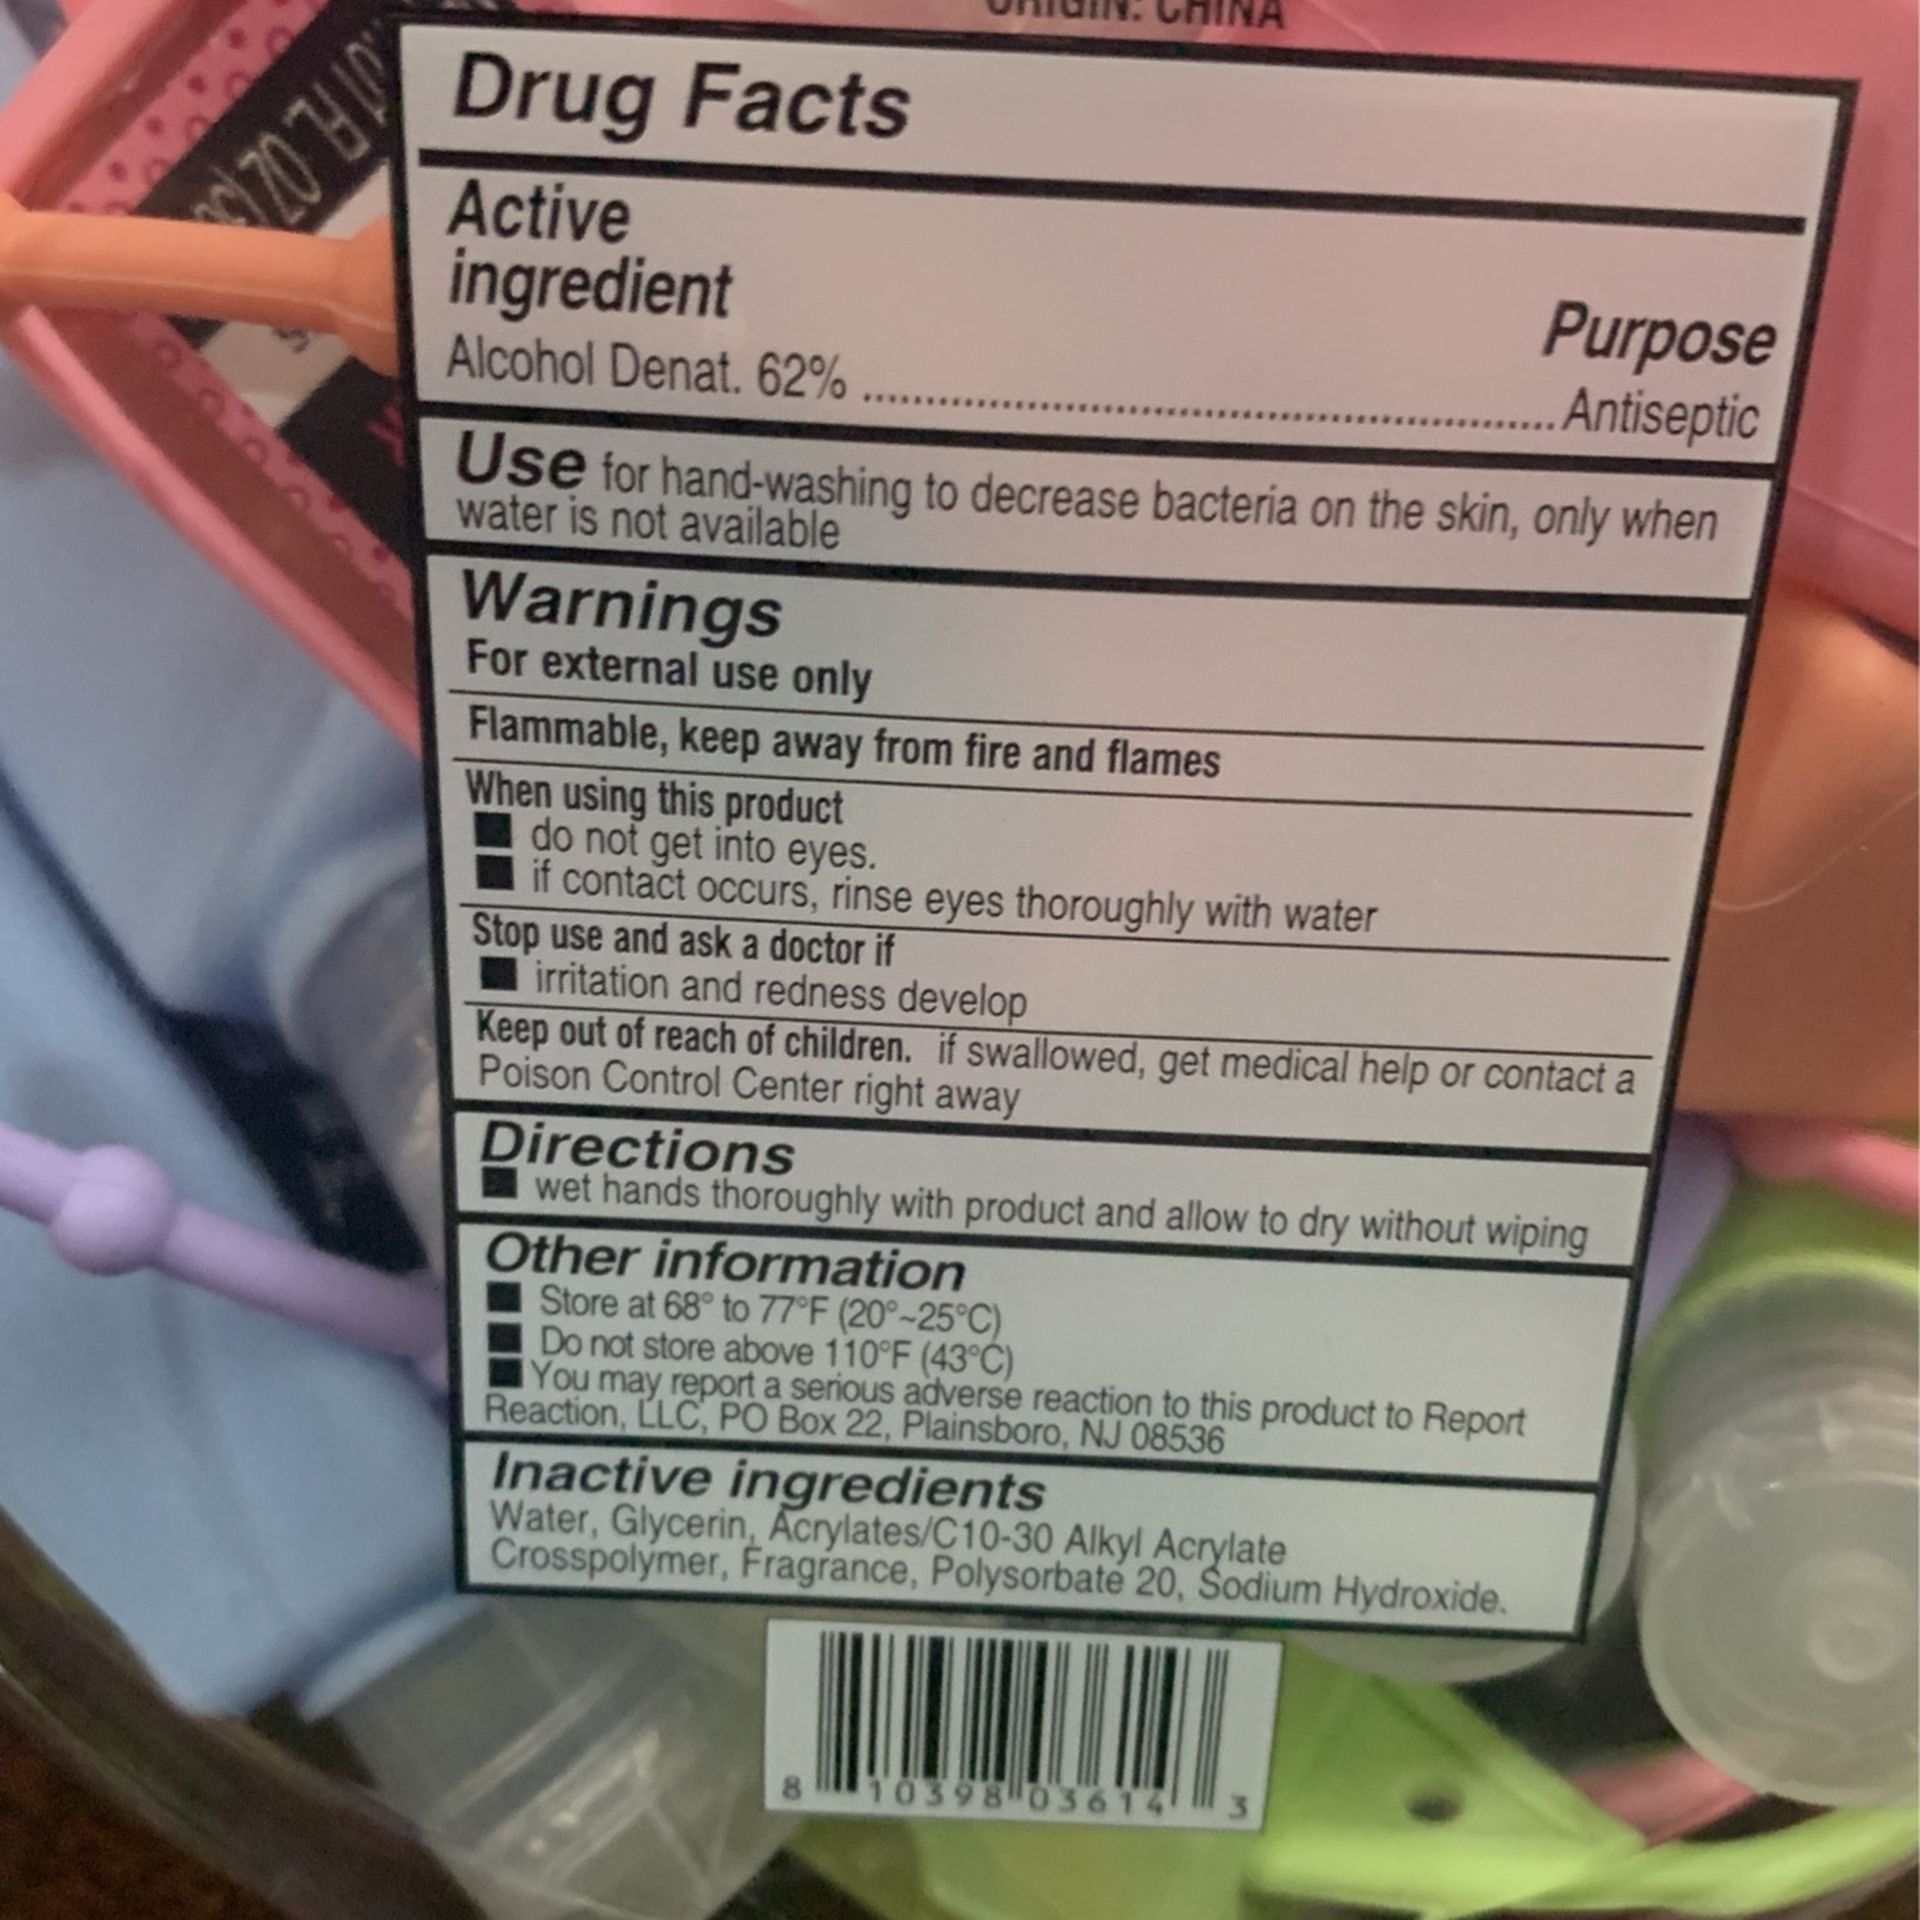 ORIGIN: CHINA
Drug Facts
Active
ingredient
Purpose
Alcohol Denat. 62% ........................................................ Antiseptic
Use for hand-washing to decrease bacteria on the skin, only when
water is not available
Warnings
For external use only
Flammable, keep away from fire and flames
When using this product
■ do not get into eyes.
■ if contact occurs, rinse eyes thoroughly with water
Stop use and ask a doctor if
■ irritation and redness develop
Keep out of reach of children. if swallowed, get medical help or contact a
Poison Control Center right away
Directions
■ wet hands thoroughly with product and allow to dry without wiping
Other information
■ Store at 68° to 77°F (20°~25°C)
■ Do not store above 110°F (43°C)
■ You may report a serious adverse reaction to this product to Report
Reaction, LLC, PO Box 22, Plainsboro, NJ 08536
Inactive ingredients
Water, Glycerin, Acrylates/C10-30 Alkyl Acrylate
Crosspolymer, Fragrance, Polysorbate 20, Sodium Hydroxide.
8 10398 03614 3